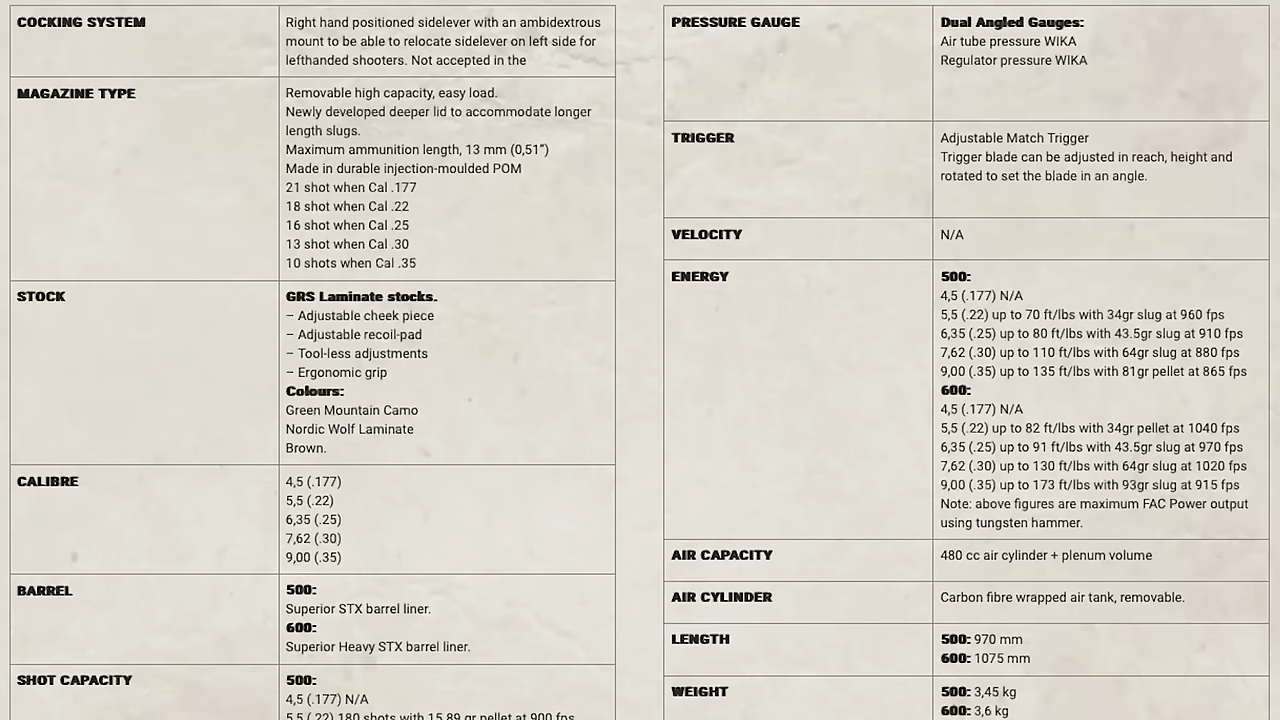 COCKING SYSTEM
Right hand positioned sidelever with an ambidextrous
mount to be able to relocate sidelever on left side for
lefthanded shooters. Not accepted in the
MAGAZINE TYPE
Removable high capacity, easy load.
Newly developed deeper lid to accommodate longer
length slugs.
Maximum ammunition length, 13 mm (0,51”)
Made in durable injection-moulded POM
21 shot when Cal .177
18 shot when Cal .22
16 shot when Cal .25
13 shot when Cal .30
10 shots when Cal .35
STOCK
GRS Laminate stocks.
– Adjustable cheek piece
– Adjustable recoil-pad
– Tool-less adjustments
– Ergonomic grip
Colours:
Green Mountain Camo
Nordic Wolf Laminate
Brown.
CALIBRE
4,5 (.177)
5,5 (.22)
6,35 (.25)
7,62 (.30)
9,00 (.35)
BARREL
500:
Superior STX barrel liner.
600:
Superior Heavy STX barrel liner.
SHOT CAPACITY
500:
4,5 (.177) N/A
5,5 (.22) 180 shots with 15,89 gr pellet at 900 fps
PRESSURE GAUGE
Dual Angled Gauges:
Air tube pressure WIKA
Regulator pressure WIKA
TRIGGER
Adjustable Match Trigger
Trigger blade can be adjusted in reach, height and
rotated to set the blade in an angle.
VELOCITY
N/A
ENERGY
500:
4,5 (.177) N/A
5,5 (.22) up to 70 ft/lbs with 34gr slug at 960 fps
6,35 (.25) up to 80 ft/lbs with 43.5gr slug at 910 fps
7,62 (.30) up to 110 ft/lbs with 64gr slug at 880 fps
9,00 (.35) up to 135 ft/lbs with 81gr pellet at 865 fps
600:
4,5 (.177) N/A
5,5 (.22) up to 82 ft/lbs with 34gr pellet at 1040 fps
6,35 (.25) up to 91 ft/lbs with 43.5gr slug at 970 fps
7,62 (.30) up to 130 ft/lbs with 64gr slug at 1020 fps
9,00 (.35) up to 173 ft/lbs with 93gr slug at 915 fps
Note: above figures are maximum FAC Power output
using tungsten hammer.
AIR CAPACITY
480 cc air cylinder + plenum volume
AIR CYLINDER
Carbon fibre wrapped air tank, removable.
LENGTH
500: 970 mm
600: 1075 mm
WEIGHT
500: 3,45 kg
600: 3,6 kg